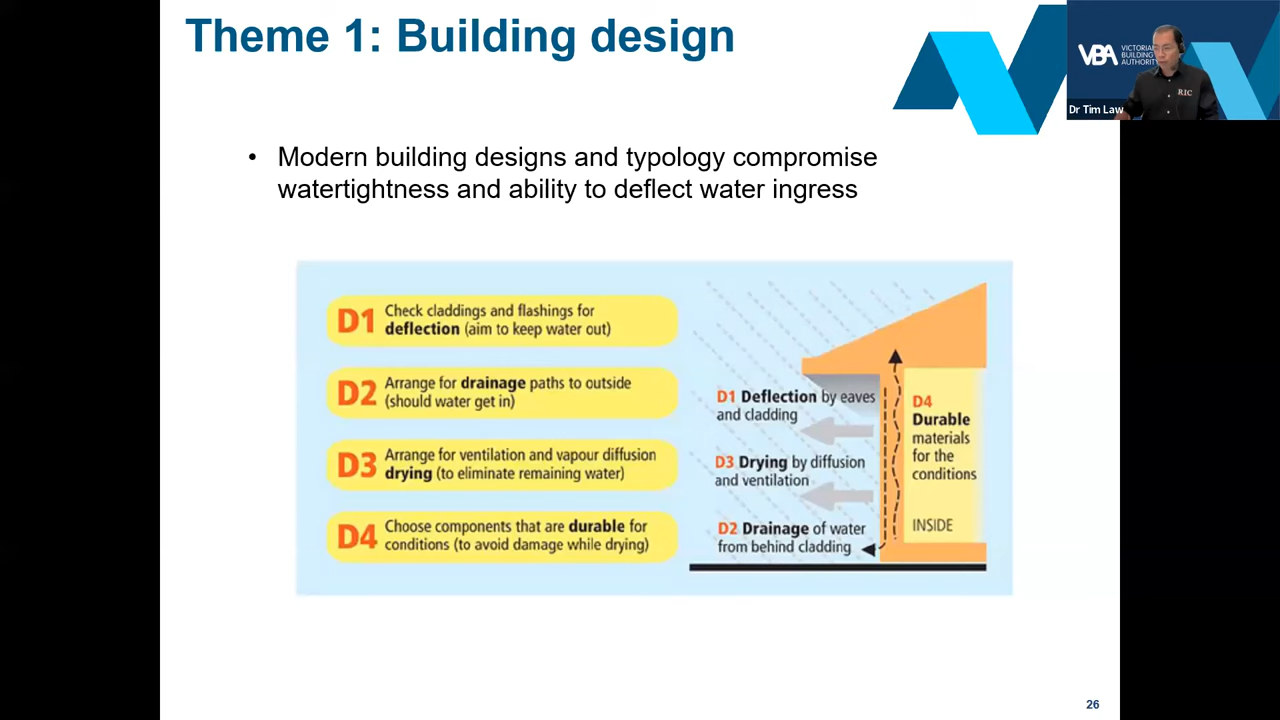 Theme 1: Building design
VBA
VICTORIAN
BUILDING
AUTHORITY
RIC
Dr Tim Law
• Modern building designs and typology compromise
watertightness and ability to deflect water ingress
D1
Check claddings and flashings for
deflection (aim to keep water out)
D2
Arrange for drainage paths to outside
(should water get in)
D3
Arrange for ventilation and vapour diffusion
drying (to eliminate remaining water)
D4
Choose components that are durable for
conditions (to avoid damage while drying)
D1 Deflection by eaves
and cladding
D3 Drying by diffusion
and ventilation
D2 Drainage of water
from behind cladding
D4
Durable
materials
for the
conditions
INSIDE
26